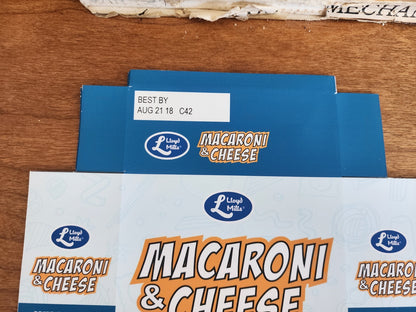 MECHA
BEST BY
AUG 21 18 C42
L Lloyd
Mills
MACARONI
& CHEESE
L Lloyd
Mills
MACARONI
& CHEESE
L Lloyd
Mills
MACARONI
& CHEESE
L Lloyd
Mills
MACARONI
& CHEESE